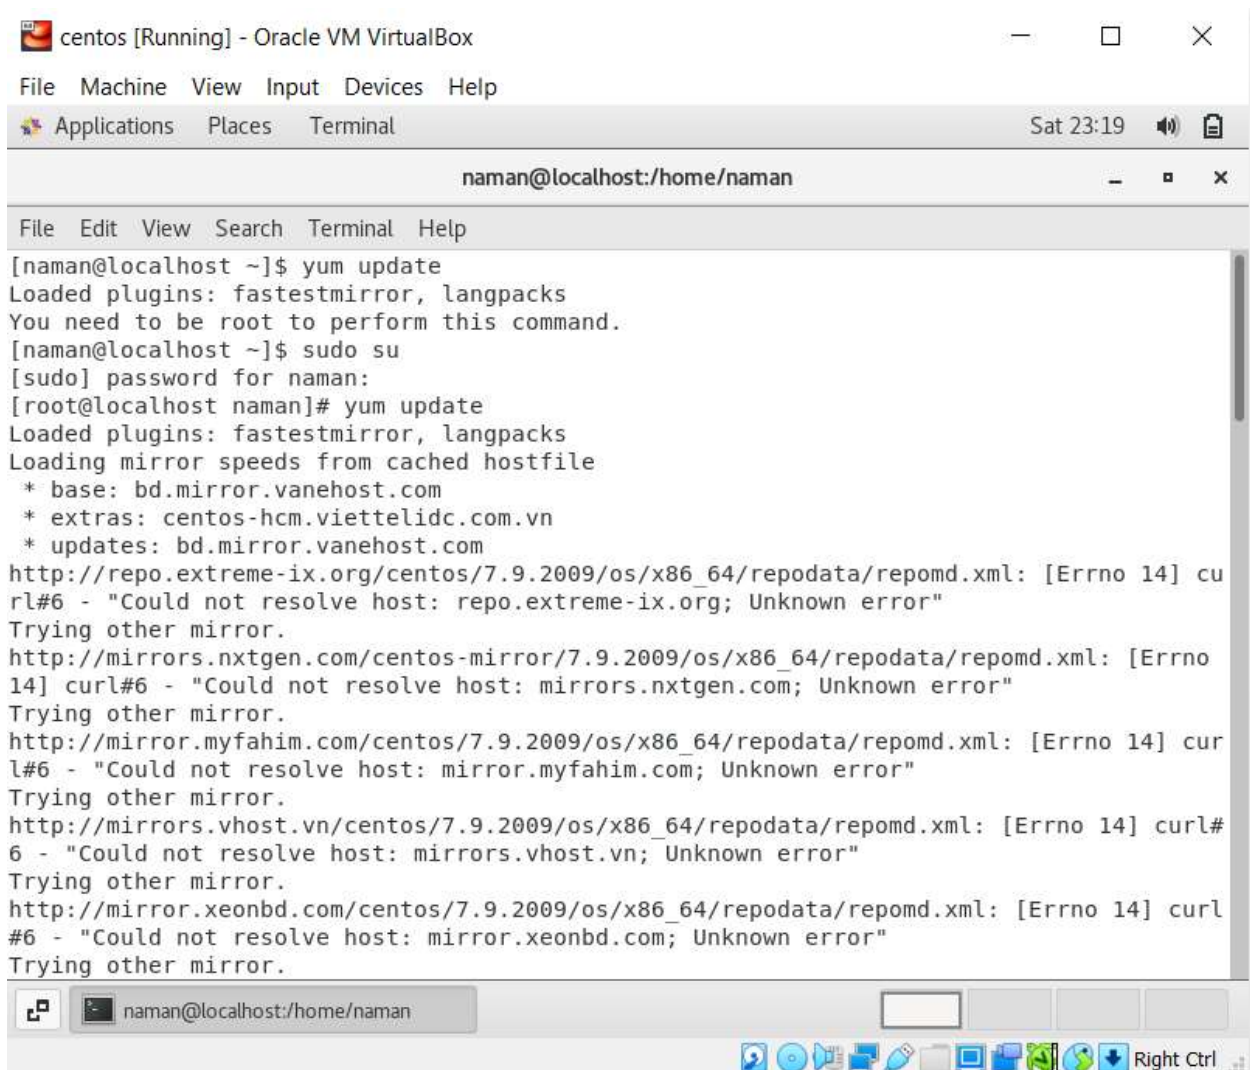 centos [Running] - Oracle VM VirtualBox
File Machine View Input Devices Help
Applications Places Terminal Sat 23:19
naman@localhost:/home/naman
File Edit View Search Terminal Help
[naman@localhost ~]$ yum update
Loaded plugins: fastestmirror, langpacks
You need to be root to perform this command.
[naman@localhost ~]$ sudo su
[sudo] password for naman:
[root@localhost naman]# yum update
Loaded plugins: fastestmirror, langpacks
Loading mirror speeds from cached hostfile
 * base: bd.mirror.vanehost.com
 * extras: centos-hcm.viettelidc.com.vn
 * updates: bd.mirror.vanehost.com
http://repo.extreme-ix.org/centos/7.9.2009/os/x86_64/repodata/repomd.xml: [Errno 14] cu
rl#6 - "Could not resolve host: repo.extreme-ix.org; Unknown error"
Trying other mirror.
http://mirrors.nxtgen.com/centos-mirror/7.9.2009/os/x86_64/repodata/repomd.xml: [Errno
14] curl#6 - "Could not resolve host: mirrors.nxtgen.com; Unknown error"
Trying other mirror.
http://mirror.myfahim.com/centos/7.9.2009/os/x86_64/repodata/repomd.xml: [Errno 14] cur
l#6 - "Could not resolve host: mirror.myfahim.com; Unknown error"
Trying other mirror.
http://mirrors.vhost.vn/centos/7.9.2009/os/x86_64/repodata/repomd.xml: [Errno 14] curl#
6 - "Could not resolve host: mirrors.vhost.vn; Unknown error"
Trying other mirror.
http://mirror.xeonbd.com/centos/7.9.2009/os/x86_64/repodata/repomd.xml: [Errno 14] curl
#6 - "Could not resolve host: mirror.xeonbd.com; Unknown error"
Trying other mirror.
naman@localhost:/home/naman
Right Ctrl